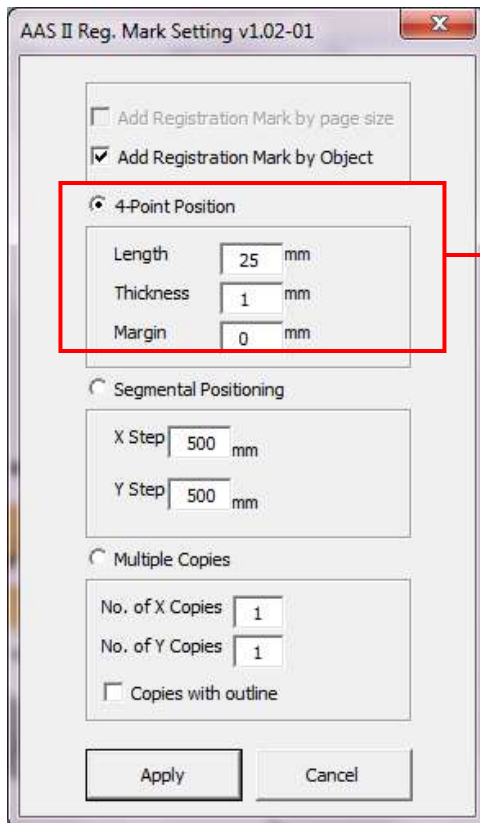 AAS II Reg. Mark Setting v1.02-01
Add Registration Mark by page size
Add Registration Mark by Object
4-Point Position
Length 25 mm
Thickness 1 mm
Margin 0 mm
Segmental Positioning
X Step 500 mm
Y Step 500 mm
Multiple Copies
No. of X Copies 1
No. of Y Copies 1
Copies with outline
Apply Cancel